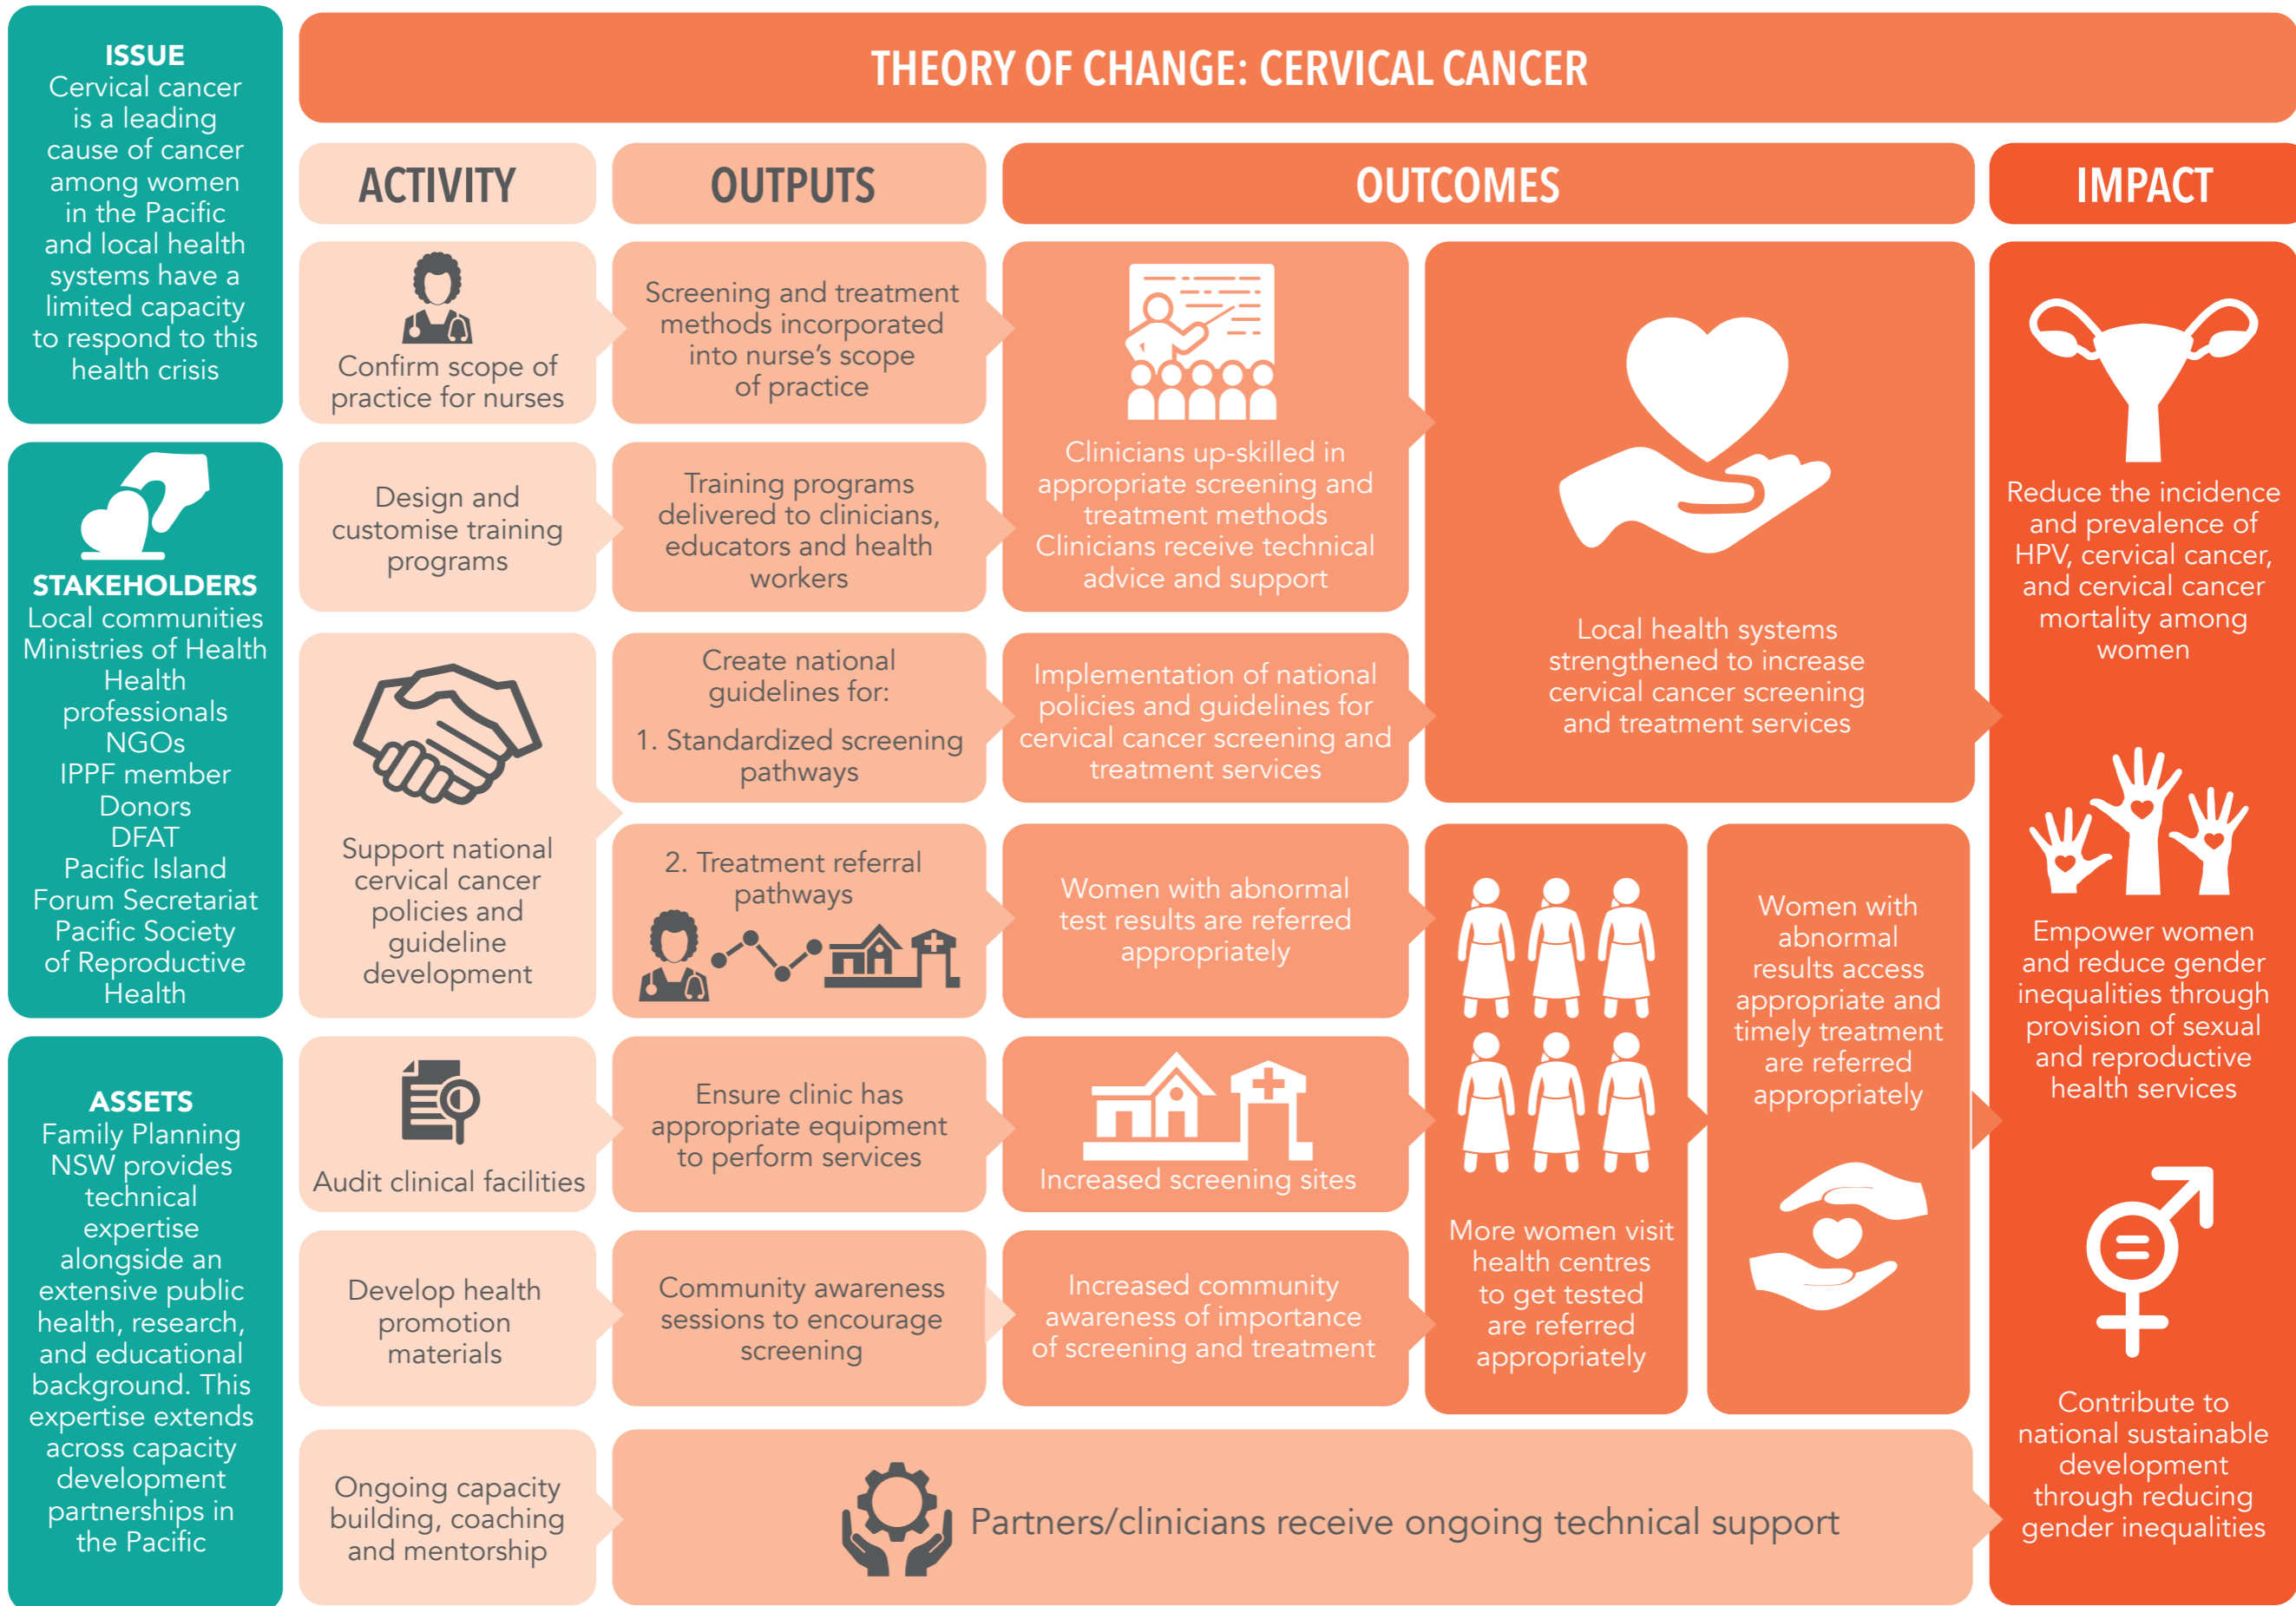 ISSUE
Cervical cancer
is a leading
cause of cancer
among women
in the Pacific
and local health
systems have a
limited capacity
to respond to this
health crisis
STAKEHOLDERS
Local communities
Ministries of Health
Health
professionals
NGOs
IPPF member
Donors
DFAT
Pacific Island
Forum Secretariat
Pacific Society
of Reproductive
Health
ASSETS
Family Planning
NSW provides
technical
expertise
alongside an
extensive public
health, research,
and educational
background. This
expertise extends
across capacity
development
partnerships in
the Pacific
THEORY OF CHANGE: CERVICAL CANCER
ACTIVITY
OUTPUTS
OUTCOMES
IMPACT
Confirm scope of
practice for nurses
Screening and treatment
methods incorporated
into nurse's scope
of practice
Design and
customise training
programs
Training programs
delivered to clinicians,
educators and health
workers
Clinicians up-skilled in
appropriate screening and
treatment methods
Clinicians receive technical
advice and support
Support national
cervical cancer
policies and
guideline
development
Create national
guidelines for:
1. Standardized screening
pathways
Implementation of national
policies and guidelines for
cervical cancer screening and
treatment services
Local health systems
strengthened to increase
cervical cancer screening
and treatment services
2. Treatment referral
pathways
Women with abnormal
test results are referred
appropriately
Audit clinical facilities
Ensure clinic has
appropriate equipment
to perform services
Increased screening sites
Develop health
promotion
materials
Community awareness
sessions to encourage
screening
Increased community
awareness of importance
of screening and treatment
More women visit
health centres
to get tested
are referred
appropriately
Women with
abnormal
results access
appropriate and
timely treatment
are referred
appropriately
Ongoing capacity
building, coaching
and mentorship
Partners/clinicians receive ongoing technical support
Reduce the incidence
and prevalence of
HPV, cervical cancer,
and cervical cancer
mortality among
women
Empower women
and reduce gender
inequalities through
provision of sexual
and reproductive
health services
Contribute to
national sustainable
development
through reducing
gender inequalities